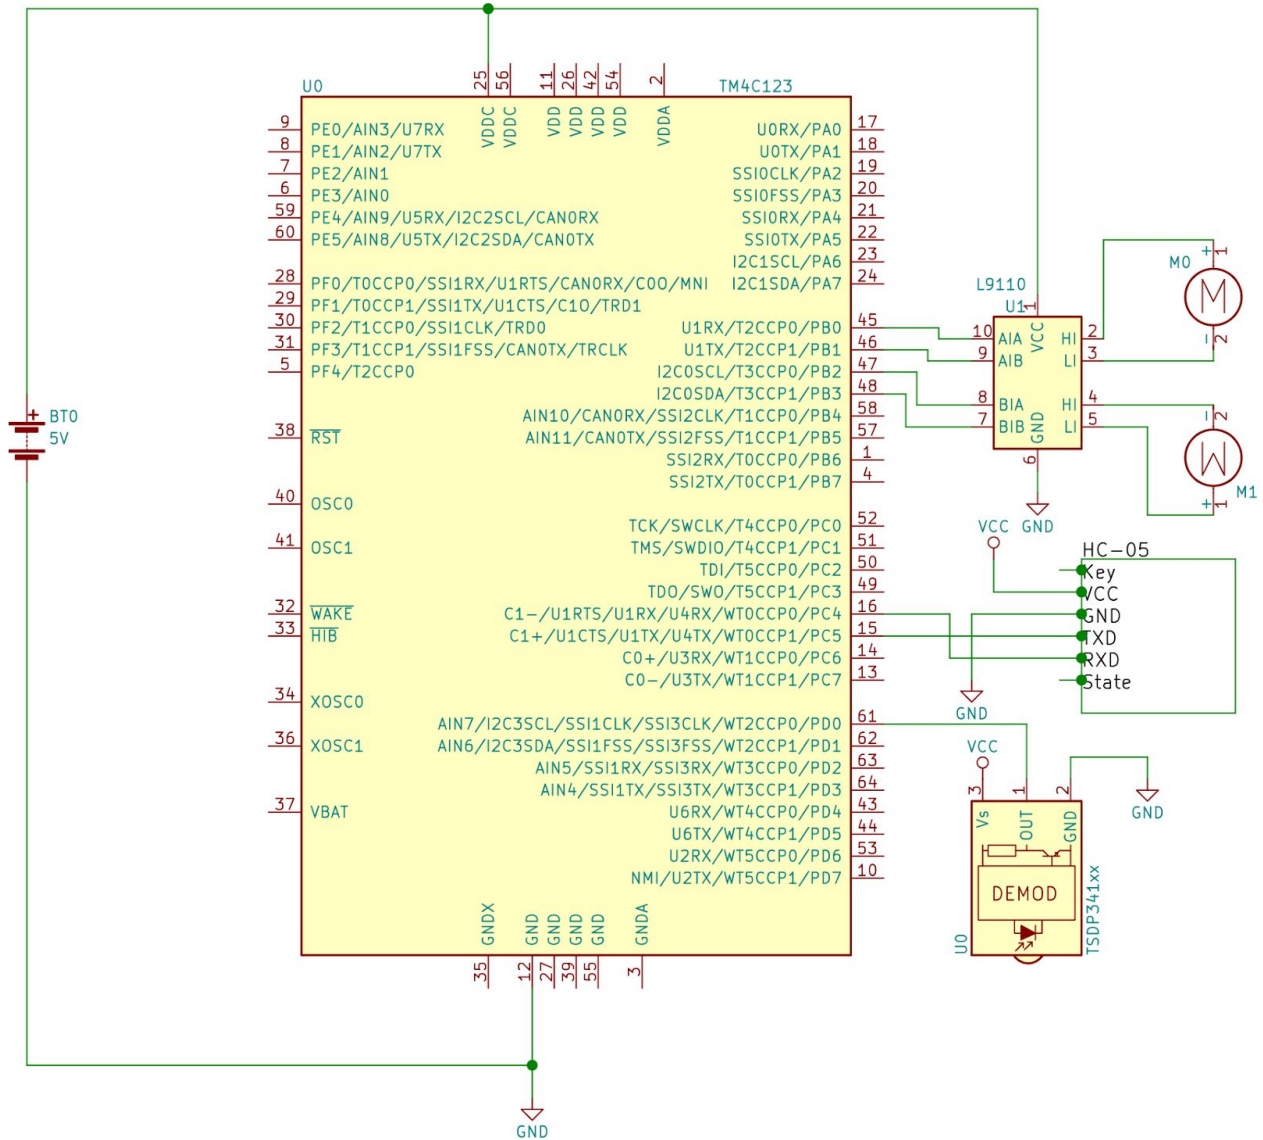 U0
TM4C123
25
56
11
26
42
54
2
VDDC
VDDC
VDD
VDD
VDD
VDD
VDDA
9 PE0/AIN3/U7RX
8 PE1/AIN2/U7TX
7 PE2/AIN1
6 PE3/AIN0
59 PE4/AIN9/U5RX/I2C2SCL/CAN0RX
60 PE5/AIN8/U5TX/I2C2SDA/CAN0TX
28 PF0/T0CCP0/SSI1RX/U1RTS/CAN0RX/C0O/MNI
29 PF1/T0CCP1/SSI1TX/U1CTS/C1O/TRD1
30 PF2/T1CCP0/SSI1CLK/TRD0
31 PF3/T1CCP1/SSI1FSS/CAN0TX/TRCLK
5 PF4/T2CCP0
38 RST
40 OSC0
41 OSC1
32 WAKE
33 HIB
34 XOSC0
36 XOSC1
37 VBAT
U0RX/PA0 17
U0TX/PA1 18
SSI0CLK/PA2 19
SSI0FSS/PA3 20
SSI0RX/PA4 21
SSI0TX/PA5 22
I2C1SCL/PA6 23
I2C1SDA/PA7 24
U1RX/T2CCP0/PB0 45
U1TX/T2CCP1/PB1 46
I2C0SCL/T3CCP0/PB2 47
I2C0SDA/T3CCP1/PB3 48
AIN10/CAN0RX/SSI2CLK/T1CCP0/PB4 58
AIN11/CAN0TX/SSI2FSS/T1CCP1/PB5 57
SSI2RX/T0CCP0/PB6 1
SSI2TX/T0CCP1/PB7 4
TCK/SWCLK/T4CCP0/PC0 52
TMS/SWDIO/T4CCP1/PC1 51
TDI/T5CCP0/PC2 50
TDO/SWO/T5CCP1/PC3 49
C1-/U1RTS/U1RX/U4RX/WT0CCP0/PC4 16
C1+/U1CTS/U1TX/U4TX/WT0CCP1/PC5 15
C0+/U3RX/WT1CCP0/PC6 14
C0-/U3TX/WT1CCP1/PC7 13
AIN7/I2C3SCL/SSI1CLK/SSI3CLK/WT2CCP0/PD0 61
AIN6/I2C3SDA/SSI1FSS/SSI3FSS/WT2CCP1/PD1 62
AIN5/SSI1RX/SSI3RX/WT3CCP0/PD2 63
AIN4/SSI1TX/SSI3TX/WT3CCP1/PD3 64
U6RX/WT4CCP0/PD4 43
U6TX/WT4CCP1/PD5 44
U2RX/WT5CCP0/PD6 53
NMI/U2TX/WT5CCP1/PD7 10
GNDX
GND
GND
GND
GND
GNDA
35
12
27
39
55
3
GND
+ BT0
5V
L9110
U1
1
VCC
10 AIA
9 AIB
8 BIA
7 BIB
HI 2
LI 3
HI 4
LI 5
GND
6
GND
M0
+ 1
M
- 2
- 2
M
M1
+ 1
VCC
HC-05
Key
VCC
GND
TXD
RXD
State
GND
VCC
3
1
2
GND
Vs
OUT
GND
DEMOD
U0
TSDP341xx